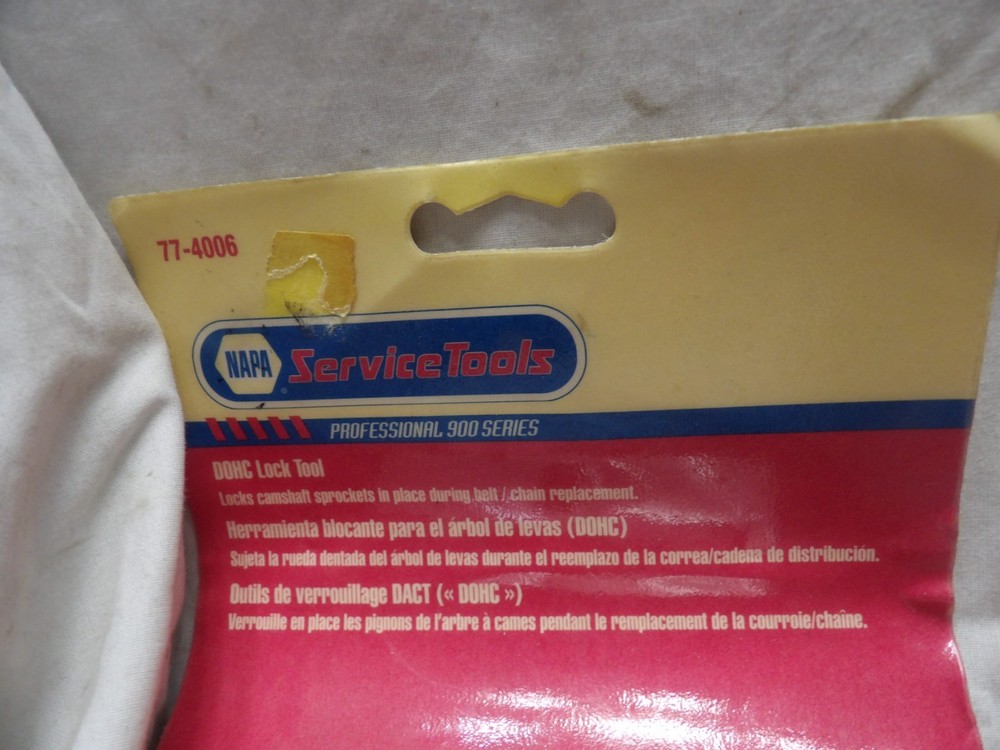 77-4006
NAPA ServiceTools
PROFESSIONAL 900 SERIES
DOHC Lock Tool
Locks camshaft sprockets in place during belt / chain replacement.
Herramienta blocante para el árbol de levas (DOHC)
Sujeta la rueda dentada del árbol de levas durante el reemplazo de la correa/cadena de distribución.
Outils de verrouillage DACT (« DOHC »)
Verrouille en place les pignons de l'arbre à cames pendant le remplacement de la courroie/chaîne.